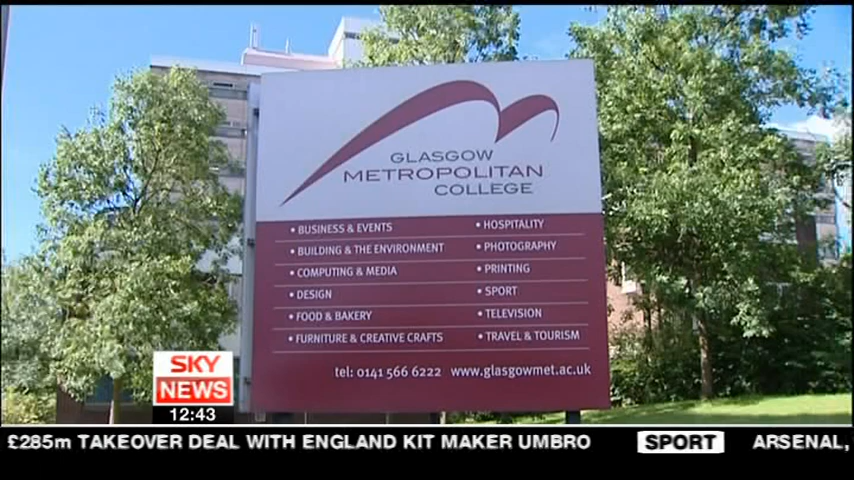 GLASGOW
METROPOLITAN
COLLEGE
• BUSINESS & EVENTS
• BUILDING & THE ENVIRONMENT
• COMPUTING & MEDIA
• DESIGN
• FOOD & BAKERY
• FURNITURE & CREATIVE CRAFTS
• HOSPITALITY
• PHOTOGRAPHY
• PRINTING
• SPORT
• TELEVISION
• TRAVEL & TOURISM
tel: 0141 566 6222 www.glasgowmet.ac.uk
SKY
NEWS
12:43
£285m TAKEOVER DEAL WITH ENGLAND KIT MAKER UMBRO SPORT ARSENAL,